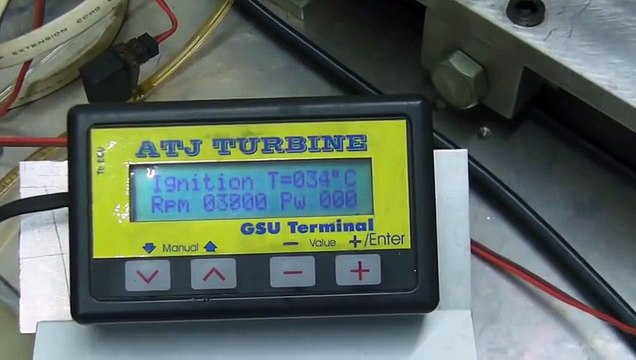 EXTENSION CORD
To ECU
ATJ TURBINE
Ignition T=034°C
Rpm 03800 Pw 000
GSU Terminal
Manual
Value
+/Enter